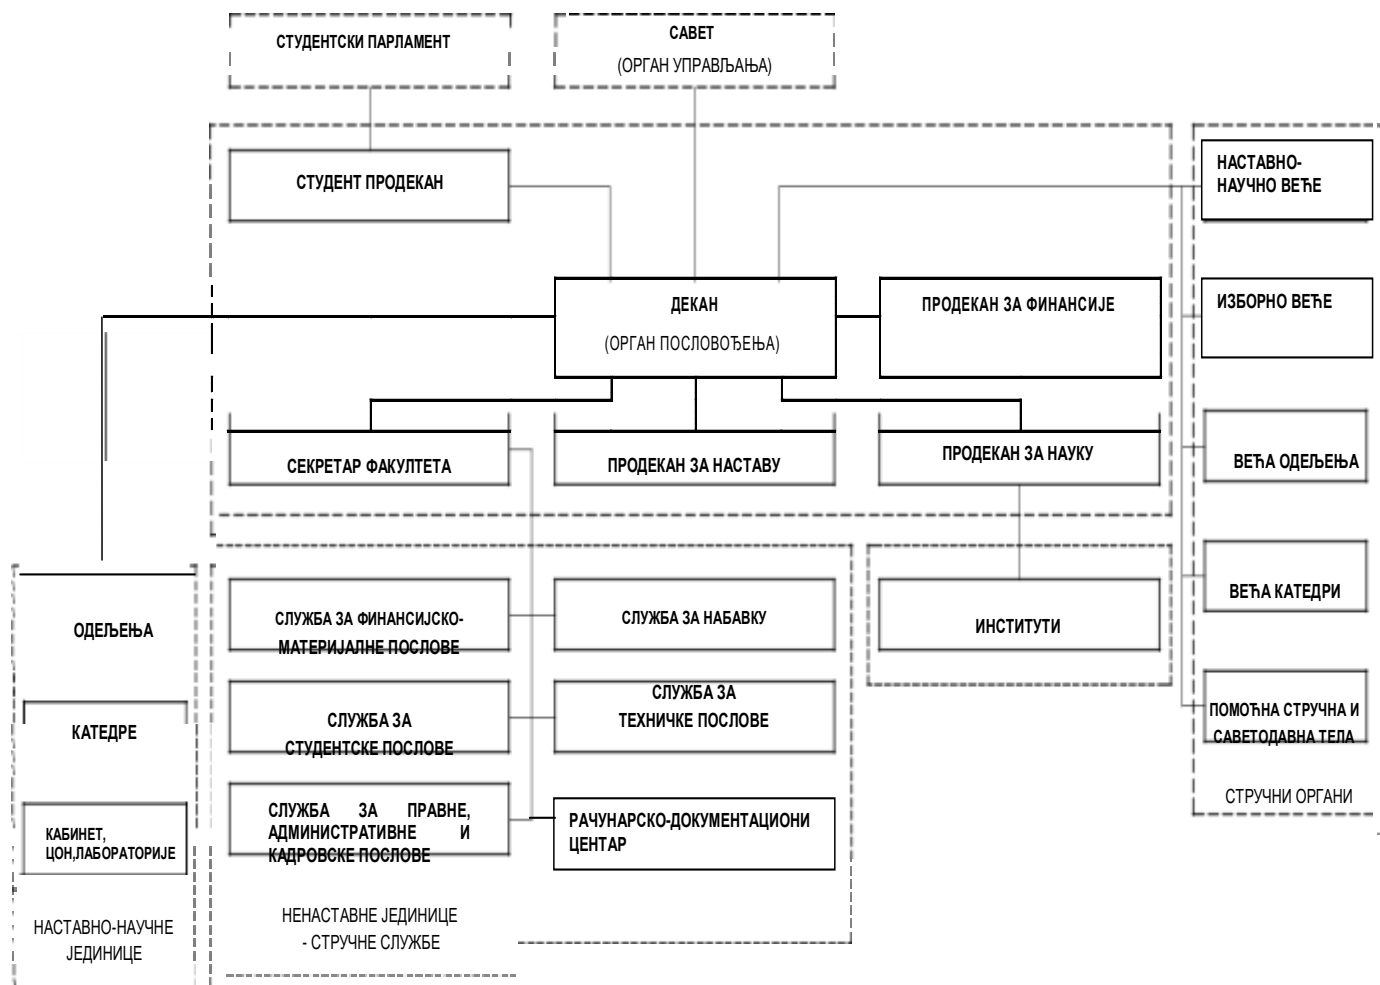 СТУДЕНТСКИ ПАРЛАМЕНТ
САВЕТ
(ОРГАН УПРАВЉАЊА)
СТУДЕНТ ПРОДЕКАН
НАСТАВНО-
НАУЧНО ВЕЋЕ
ДЕКАН
(ОРГАН ПОСЛОВОЂЕЊА)
ПРОДЕКАН ЗА ФИНАНСИЈЕ
ИЗБОРНО ВЕЋЕ
СЕКРЕТАР ФАКУЛТЕТА
ПРОДЕКАН ЗА НАСТАВУ
ПРОДЕКАН ЗА НАУКУ
ВЕЋА ОДЕЉЕЊА
ОДЕЉЕЊА
СЛУЖБА ЗА ФИНАНСИЈСКО-
МАТЕРИЈАЛНЕ ПОСЛОВЕ
СЛУЖБА ЗА НАБАВКУ
ИНСТИТУТИ
ВЕЋА КАТЕДРИ
КАТЕДРЕ
СЛУЖБА ЗА
СТУДЕНТСКЕ ПОСЛОВЕ
СЛУЖБА ЗА
ТЕХНИЧКЕ ПОСЛОВЕ
ПОМОЋНА СТРУЧНА И
САВЕТОДАВНА ТЕЛА
СТРУЧНИ ОРГАНИ
КАБИНЕТ,
ЦОН,ЛАБОРАТОРИЈЕ
СЛУЖБА ЗА ПРАВНЕ,
АДМИНИСТРАТИВНЕ И
КАДРОВСКЕ ПОСЛОВЕ
РАЧУНАРСКО-ДОКУМЕНТАЦИОНИ
ЦЕНТАР
НАСТАВНО-НАУЧНЕ
ЈЕДИНИЦЕ
НЕНАСТАВНЕ ЈЕДИНИЦЕ
- СТРУЧНЕ СЛУЖБЕ